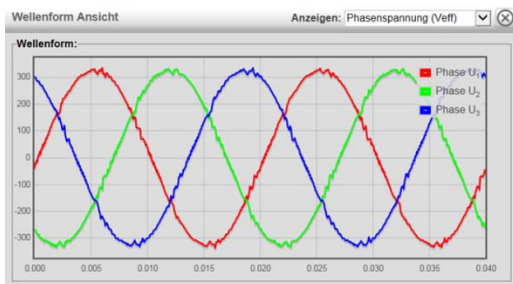 Wellenform Ansicht
Anzeigen: Phasenspannung (Veff)
Wellenform:
300
200
100
0
-100
-200
-300
Phase U1
Phase U2
Phase U3
0.000 0.005 0.010 0.015 0.020 0.025 0.030 0.035 0.040